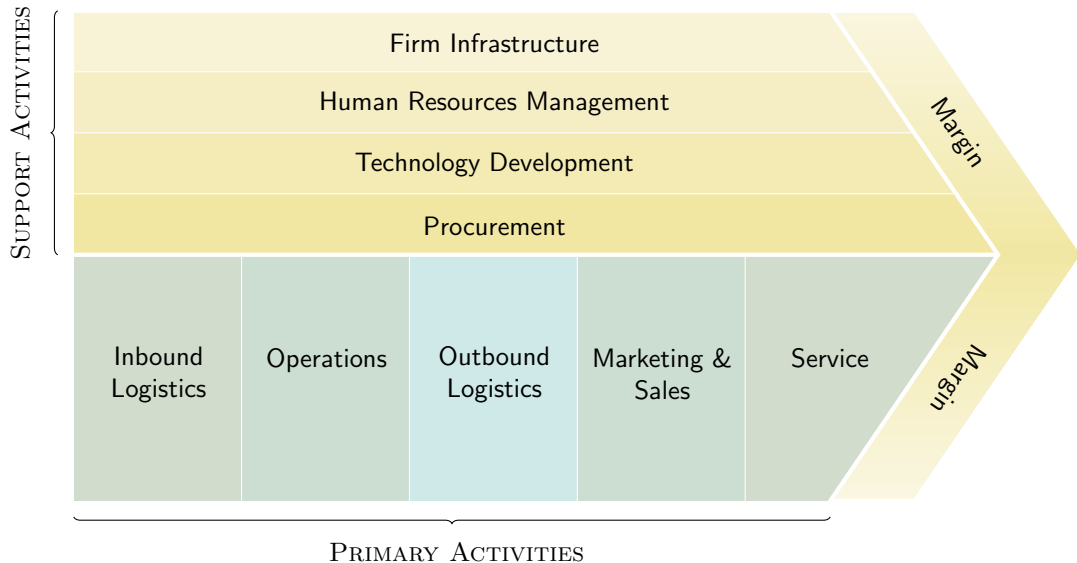 SUPPORT ACTIVITIES
Firm Infrastructure
Human Resources Management
Technology Development
Procurement
Margin
Inbound
Logistics
Operations
Outbound
Logistics
Marketing &
Sales
Service
Margin
PRIMARY ACTIVITIES